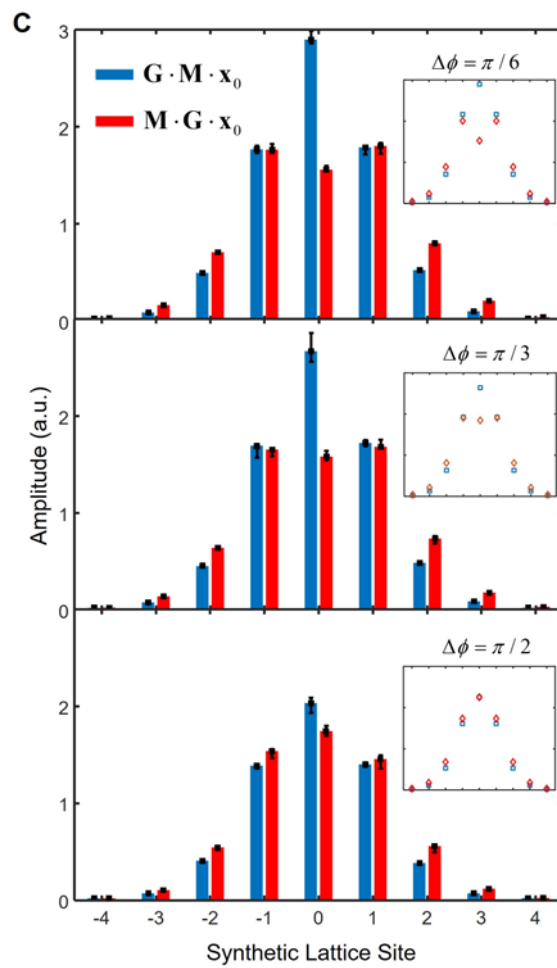 C
3
G · M · x₀
M · G · x₀
Δϕ = π / 6
2
1
0
Δϕ = π / 3
2
1
0
Amplitude (a.u.)
Δϕ = π / 2
2
1
0
-4 -3 -2 -1 0 1 2 3 4
Synthetic Lattice Site